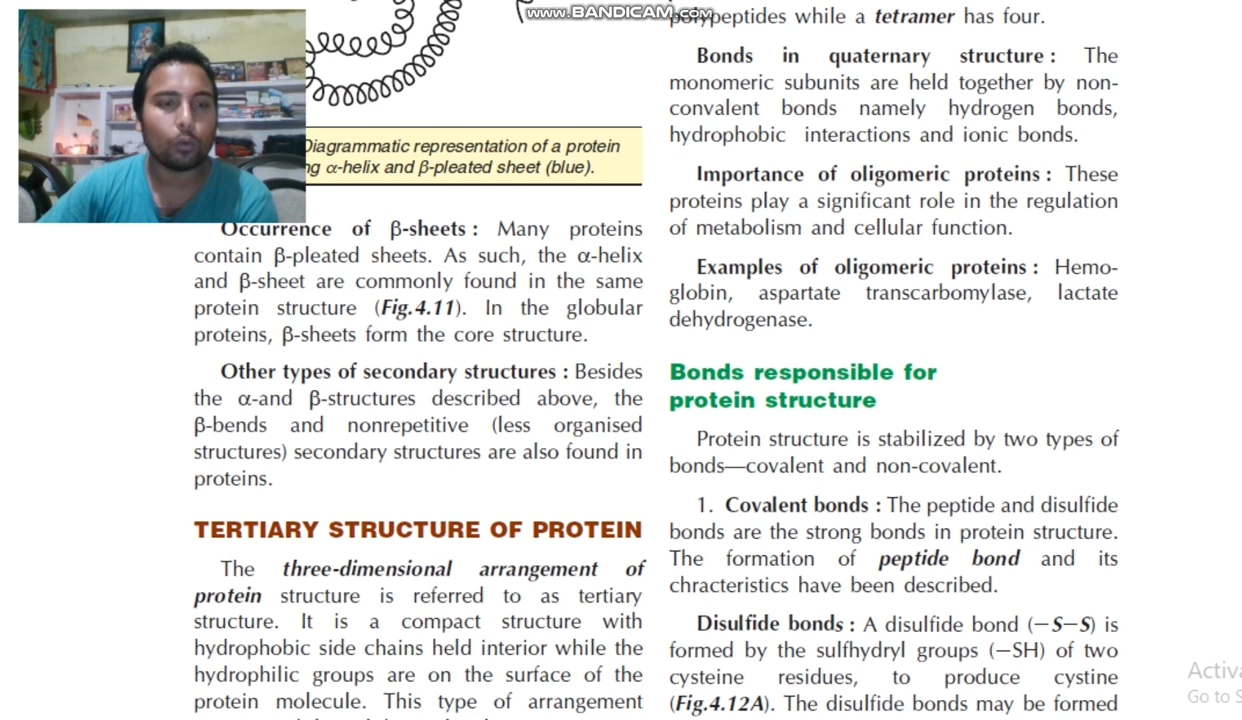 www.BANDICAM.com
Diagrammatic representation of a protein
ng α-helix and β-pleated sheet (blue).
Occurrence of β-sheets : Many proteins
contain β-pleated sheets. As such, the α-helix
and β-sheet are commonly found in the same
protein structure (Fig.4.11). In the globular
proteins, β-sheets form the core structure.
Other types of secondary structures : Besides
the α-and β-structures described above, the
β-bends and nonrepetitive (less organised
structures) secondary structures are also found in
proteins.
TERTIARY STRUCTURE OF PROTEIN
The three-dimensional arrangement of
protein structure is referred to as tertiary
structure. It is a compact structure with
hydrophobic side chains held interior while the
hydrophilic groups are on the surface of the
protein molecule. This type of arrangement
polypeptides while a tetramer has four.
Bonds in quaternary structure : The
monomeric subunits are held together by non-
convalent bonds namely hydrogen bonds,
hydrophobic interactions and ionic bonds.
Importance of oligomeric proteins : These
proteins play a significant role in the regulation
of metabolism and cellular function.
Examples of oligomeric proteins : Hemo-
globin, aspartate transcarbomylase, lactate
dehydrogenase.
Bonds responsible for
protein structure
Protein structure is stabilized by two types of
bonds—covalent and non-covalent.
1. Covalent bonds : The peptide and disulfide
bonds are the strong bonds in protein structure.
The formation of peptide bond and its
chracteristics have been described.
Disulfide bonds : A disulfide bond (−S−S) is
formed by the sulfhydryl groups (−SH) of two
cysteine residues, to produce cystine
(Fig.4.12A). The disulfide bonds may be formed
Activa
Go to S